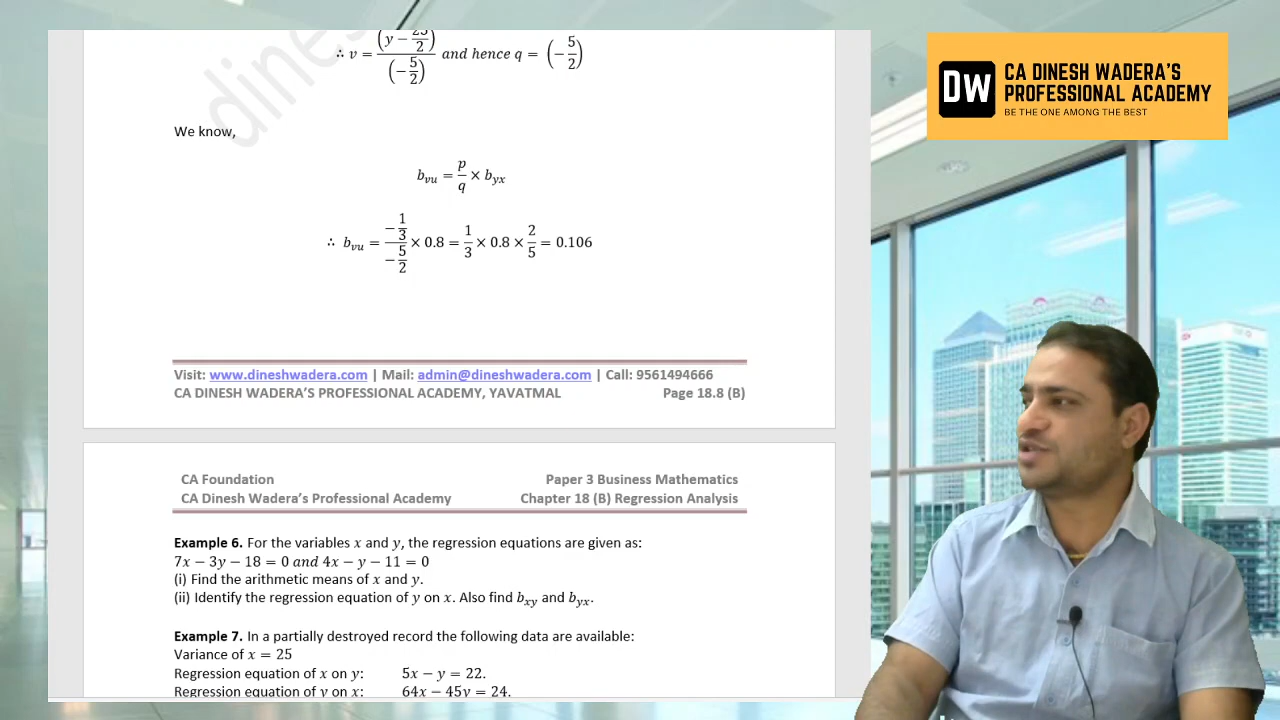 ∴ v = (y − 25/2) / (−5/2) and hence q = (−5/2)
dines
We know,
b_vu = p/q × b_yx
∴ b_vu = (−1/3)/(−5/2) × 0.8 = 1/3 × 0.8 × 2/5 = 0.106
Visit: www.dineshwadera.com | Mail: admin@dineshwadera.com | Call: 9561494666
CA DINESH WADERA'S PROFESSIONAL ACADEMY, YAVATMAL Page 18.8 (B)
CA Foundation Paper 3 Business Mathematics
CA Dinesh Wadera's Professional Academy Chapter 18 (B) Regression Analysis
Example 6. For the variables x and y, the regression equations are given as:
7x − 3y − 18 = 0 and 4x − y − 11 = 0
(i) Find the arithmetic means of x and y.
(ii) Identify the regression equation of y on x. Also find b_xy and b_yx.
Example 7. In a partially destroyed record the following data are available:
Variance of x = 25
Regression equation of x on y: 5x − y = 22.
Regression equation of y on x: 64x − 45y = 24.
DW
CA DINESH WADERA'S
PROFESSIONAL ACADEMY
BE THE ONE AMONG THE BEST